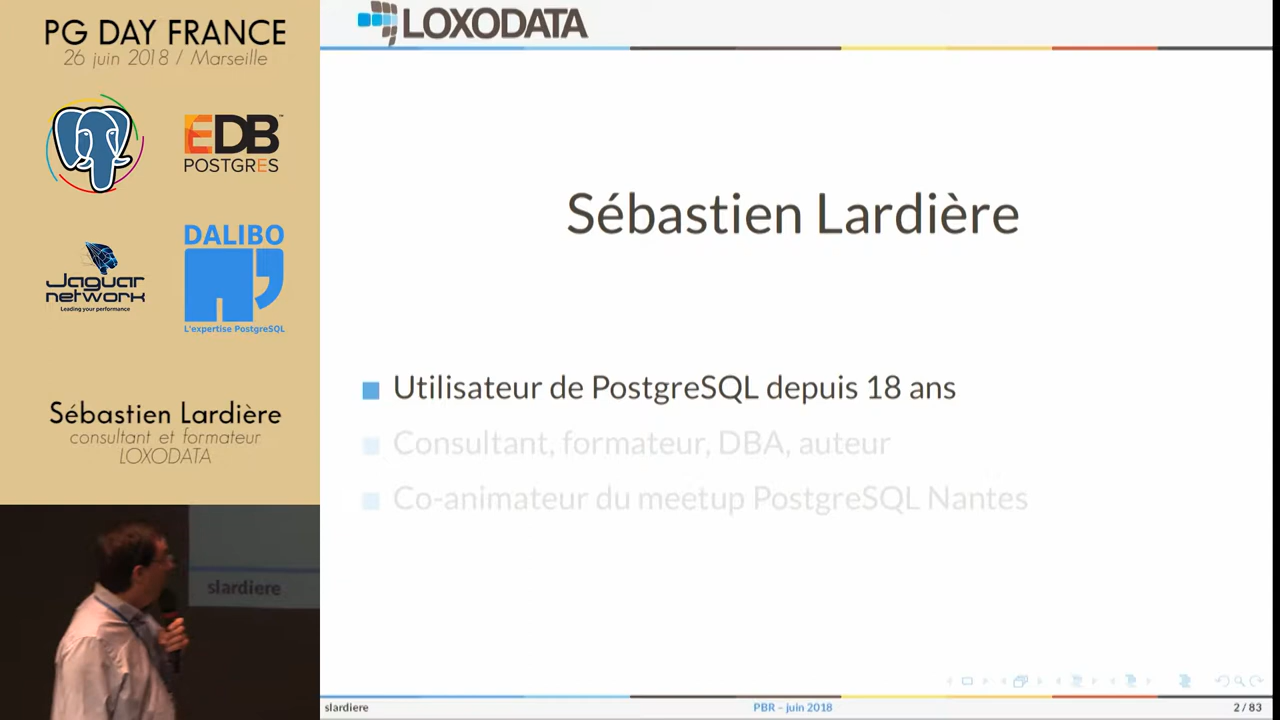 PG DAY FRANCE
26 juin 2018 / Marseille
EDB
POSTGRES
Jaguar
network
Leading your performance
DALIBO
L'expertise PostgreSQL
Sébastien Lardière
consultant et formateur
LOXODATA
slardiere
LOXODATA
Sébastien Lardière
Utilisateur de PostgreSQL depuis 18 ans
Consultant, formateur, DBA, auteur
Co-animateur du meetup PostgreSQL Nantes
slardiere
PBR – juin 2018
2 / 83